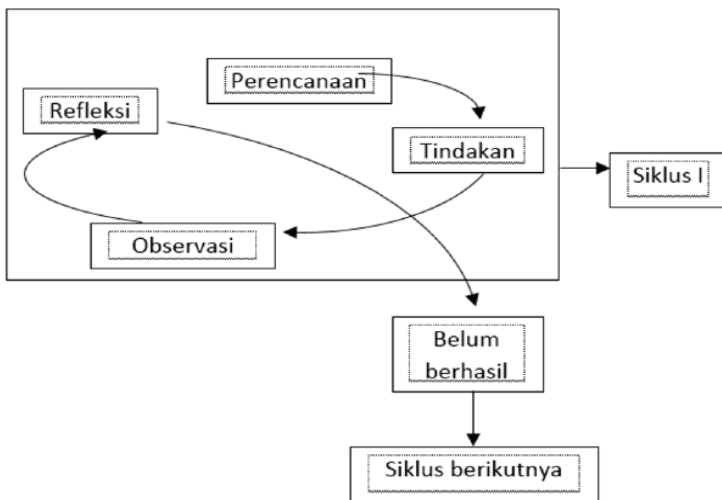 Perencanaan
Refleksi
Tindakan
Siklus I
Observasi
Belum
berhasil
Siklus berikutnya